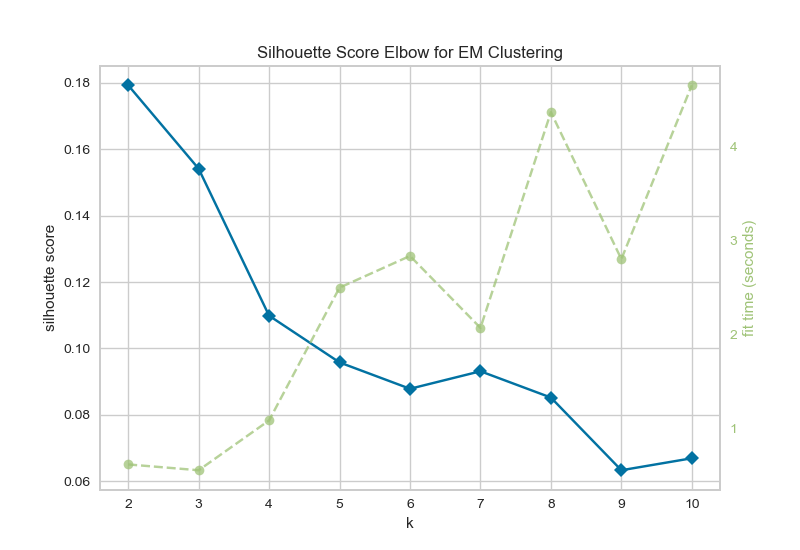 Silhouette Score Elbow for EM Clustering
0.18
0.16
0.14
0.12
0.10
0.08
0.06
silhouette score
4
3
2
1
fit time (seconds)
2 3 4 5 6 7 8 9 10
k